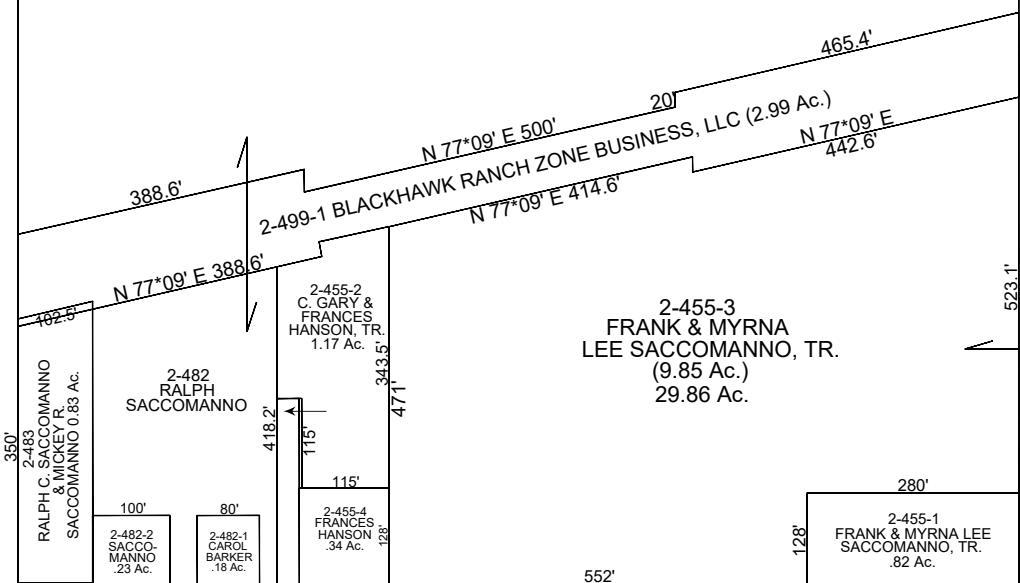 465.4'
20'
N 77*09' E 500'
2-499-1 BLACKHAWK RANCH ZONE BUSINESS, LLC (2.99 Ac.)
N 77*09' E
442.6'
388.6'
N 77*09' E 414.6'
N 77*09' E 388.6'
102.5'
2-455-2
C. GARY &
FRANCES
HANSON, TR.
1.17 Ac.
343.5'
471'
2-455-3
FRANK & MYRNA
LEE SACCOMANNO, TR.
(9.85 Ac.)
29.86 Ac.
523.1'
350'
2-483
RALPH C. SACCOMANNO
& MICKEY R.
SACCOMANNO 0.83 Ac.
2-482
RALPH
SACCOMANNO
418.2'
115'
115'
100'
2-482-2
SACCO-
MANNO
.23 Ac.
80'
2-482-1
CAROL
BARKER
.18 Ac.
2-455-4
FRANCES
HANSON
.34 Ac.
128'
280'
128'
2-455-1
FRANK & MYRNA LEE
SACCOMANNO, TR.
.82 Ac.
552'